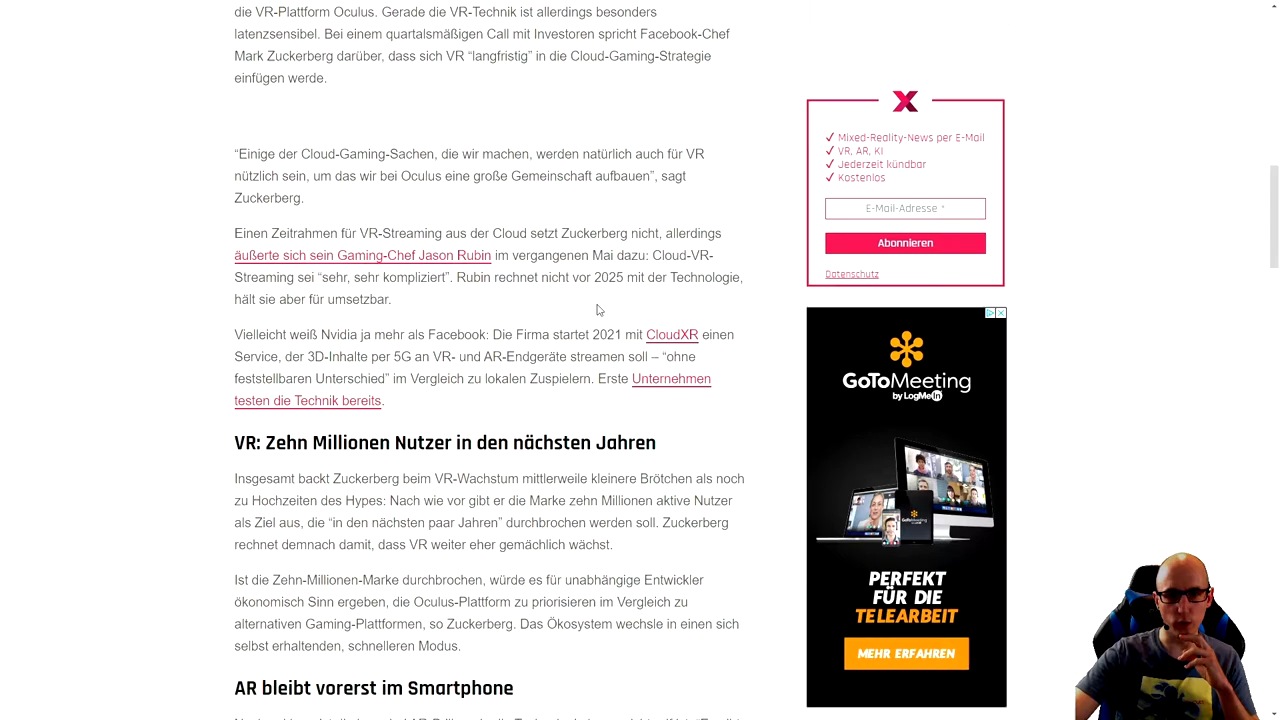 die VR-Plattform Oculus. Gerade die VR-Technik ist allerdings besonders
latenzsensibel. Bei einem quartalsmäßigen Call mit Investoren spricht Facebook-Chef
Mark Zuckerberg darüber, dass sich VR “langfristig” in die Cloud-Gaming-Strategie
einfügen werde.
“Einige der Cloud-Gaming-Sachen, die wir machen, werden natürlich auch für VR
nützlich sein, um das wir bei Oculus eine große Gemeinschaft aufbauen”, sagt
Zuckerberg.
Einen Zeitrahmen für VR-Streaming aus der Cloud setzt Zuckerberg nicht, allerdings
äußerte sich sein Gaming-Chef Jason Rubin im vergangenen Mai dazu: Cloud-VR-
Streaming sei “sehr, sehr kompliziert”. Rubin rechnet nicht vor 2025 mit der Technologie,
hält sie aber für umsetzbar.
Vielleicht weiß Nvidia ja mehr als Facebook: Die Firma startet 2021 mit CloudXR einen
Service, der 3D-Inhalte per 5G an VR- und AR-Endgeräte streamen soll – “ohne
feststellbaren Unterschied” im Vergleich zu lokalen Zuspielern. Erste Unternehmen
testen die Technik bereits.
VR: Zehn Millionen Nutzer in den nächsten Jahren
Insgesamt backt Zuckerberg beim VR-Wachstum mittlerweile kleinere Brötchen als noch
zu Hochzeiten des Hypes: Nach wie vor gibt er die Marke zehn Millionen aktive Nutzer
als Ziel aus, die “in den nächsten paar Jahren” durchbrochen werden soll. Zuckerberg
rechnet demnach damit, dass VR weiter eher gemächlich wächst.
Ist die Zehn-Millionen-Marke durchbrochen, würde es für unabhängige Entwickler
ökonomisch Sinn ergeben, die Oculus-Plattform zu priorisieren im Vergleich zu
alternativen Gaming-Plattformen, so Zuckerberg. Das Ökosystem wechsle in einen sich
selbst erhaltenden, schnelleren Modus.
AR bleibt vorerst im Smartphone
X
✓ Mixed-Reality-News per E-Mail
✓ VR, AR, KI
✓ Jederzeit kündbar
✓ Kostenlos
E-Mail-Adresse *
Abonnieren
Datenschutz
GoToMeeting
by LogMeIn
GoToMeeting
PERFEKT
FÜR DIE
TELEARBEIT
MEHR ERFAHREN